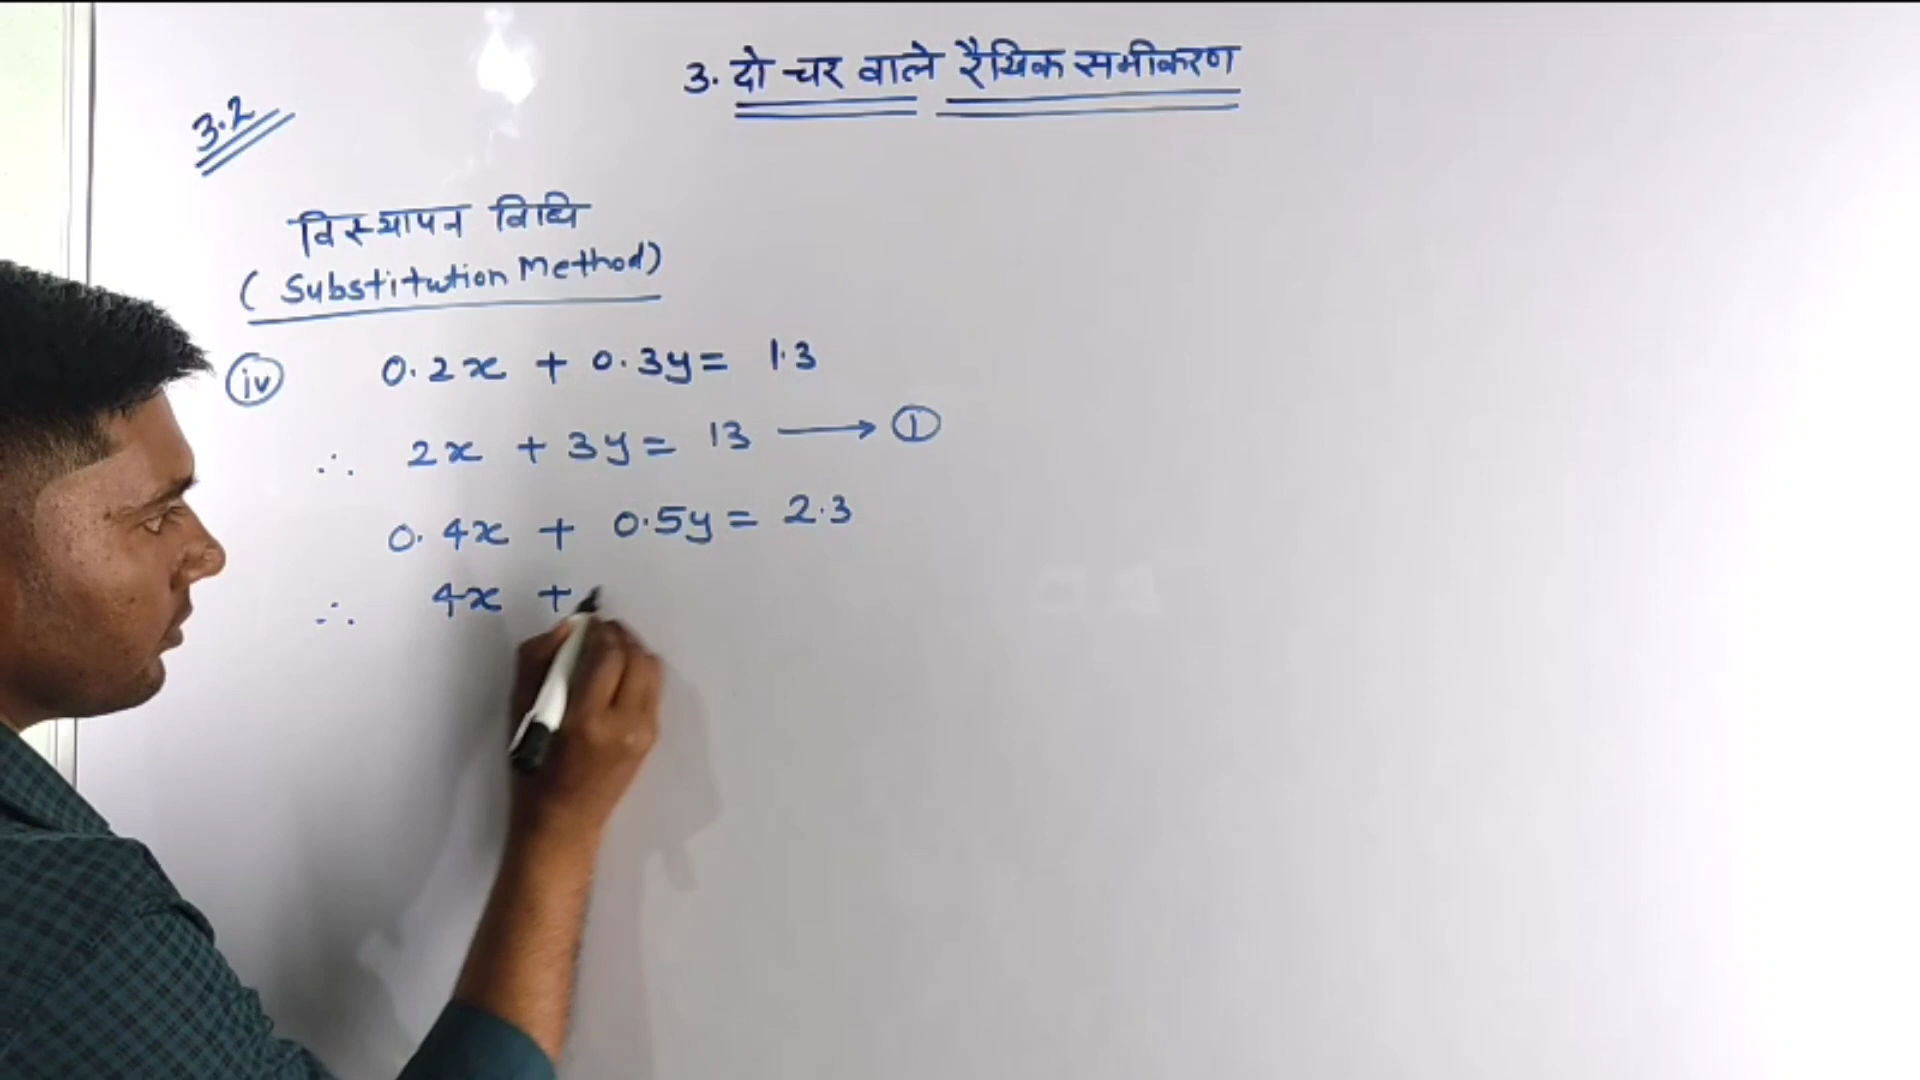 3. दो चर वाले रैखिक समीकरण
3.2
विस्थापन विधि
(Substitution Method)
iv 0.2x + 0.3y = 1.3
∴ 2x + 3y = 13 → 1
0.4x + 0.5y = 2.3
∴ 4x +